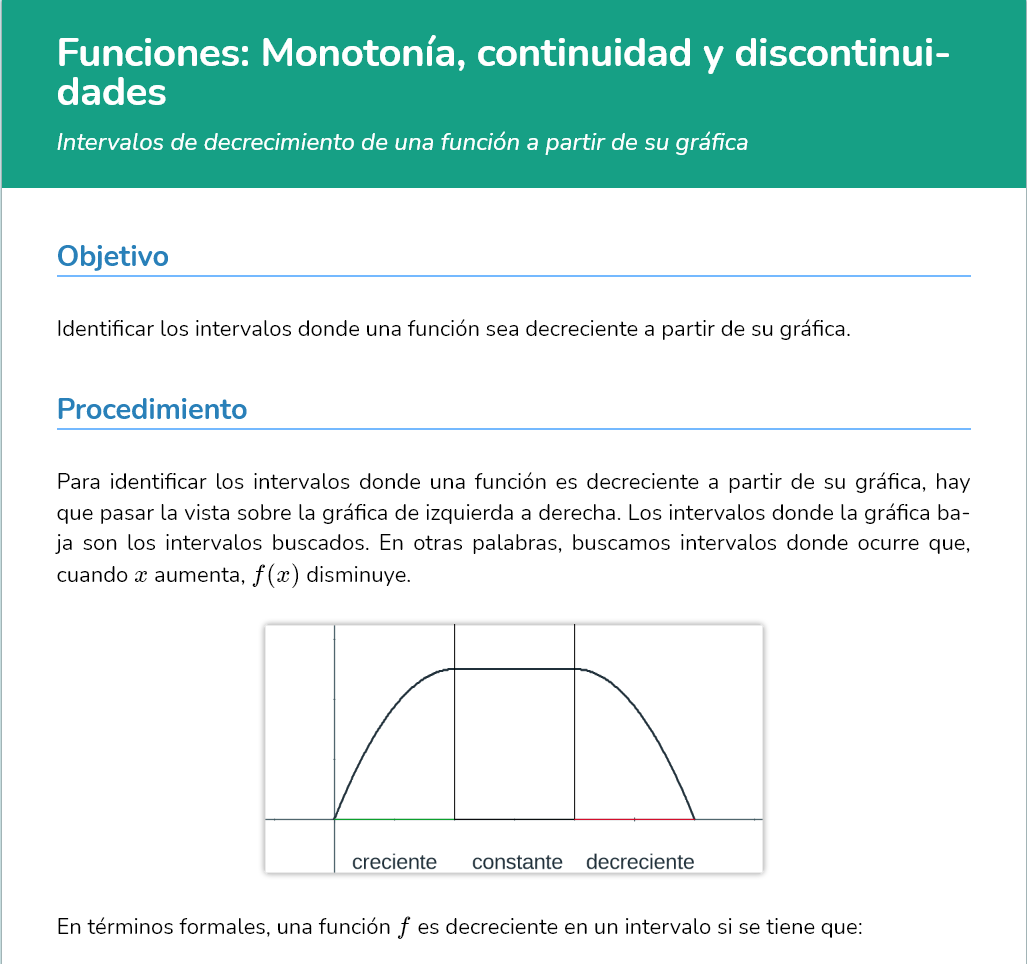 Funciones: Monotonía, continuidad y discontinui-
dades
Intervalos de decrecimiento de una función a partir de su gráfica
Objetivo
Identificar los intervalos donde una función sea decreciente a partir de su gráfica.
Procedimiento
Para identificar los intervalos donde una función es decreciente a partir de su gráfica, hay
que pasar la vista sobre la gráfica de izquierda a derecha. Los intervalos donde la gráfica ba-
ja son los intervalos buscados. En otras palabras, buscamos intervalos donde ocurre que,
cuando x aumenta, f(x) disminuye.
creciente constante decreciente
En términos formales, una función f es decreciente en un intervalo si se tiene que: